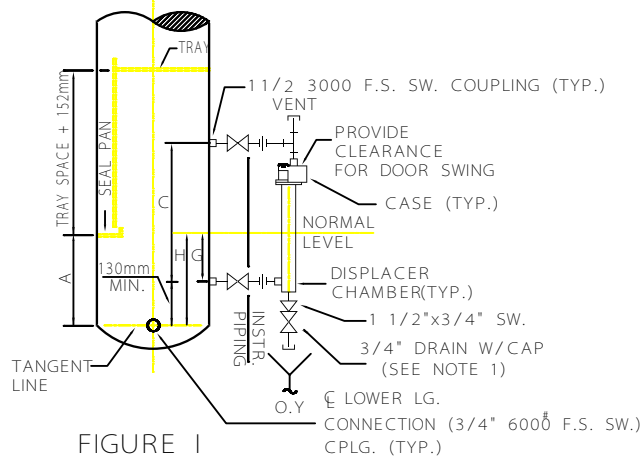 TRAY
1 1/2 3000 F.S. SW. COUPLING (TYP.)
VENT
PROVIDE
CLEARANCE
FOR DOOR SWING
CASE (TYP.)
TRAY SPACE + 152mm
SEAL PAN
C
NORMAL
LEVEL
A
H
G
130mm
MIN.
DISPLACER
CHAMBER(TYP.)
1 1/2"x3/4" SW.
3/4" DRAIN W/CAP
(SEE NOTE 1)
INSTR.
PIPING
TANGENT
LINE
O.Y
℄ LOWER LG.
CONNECTION (3/4" 6000# F.S. SW.)
CPLG. (TYP.)
FIGURE I